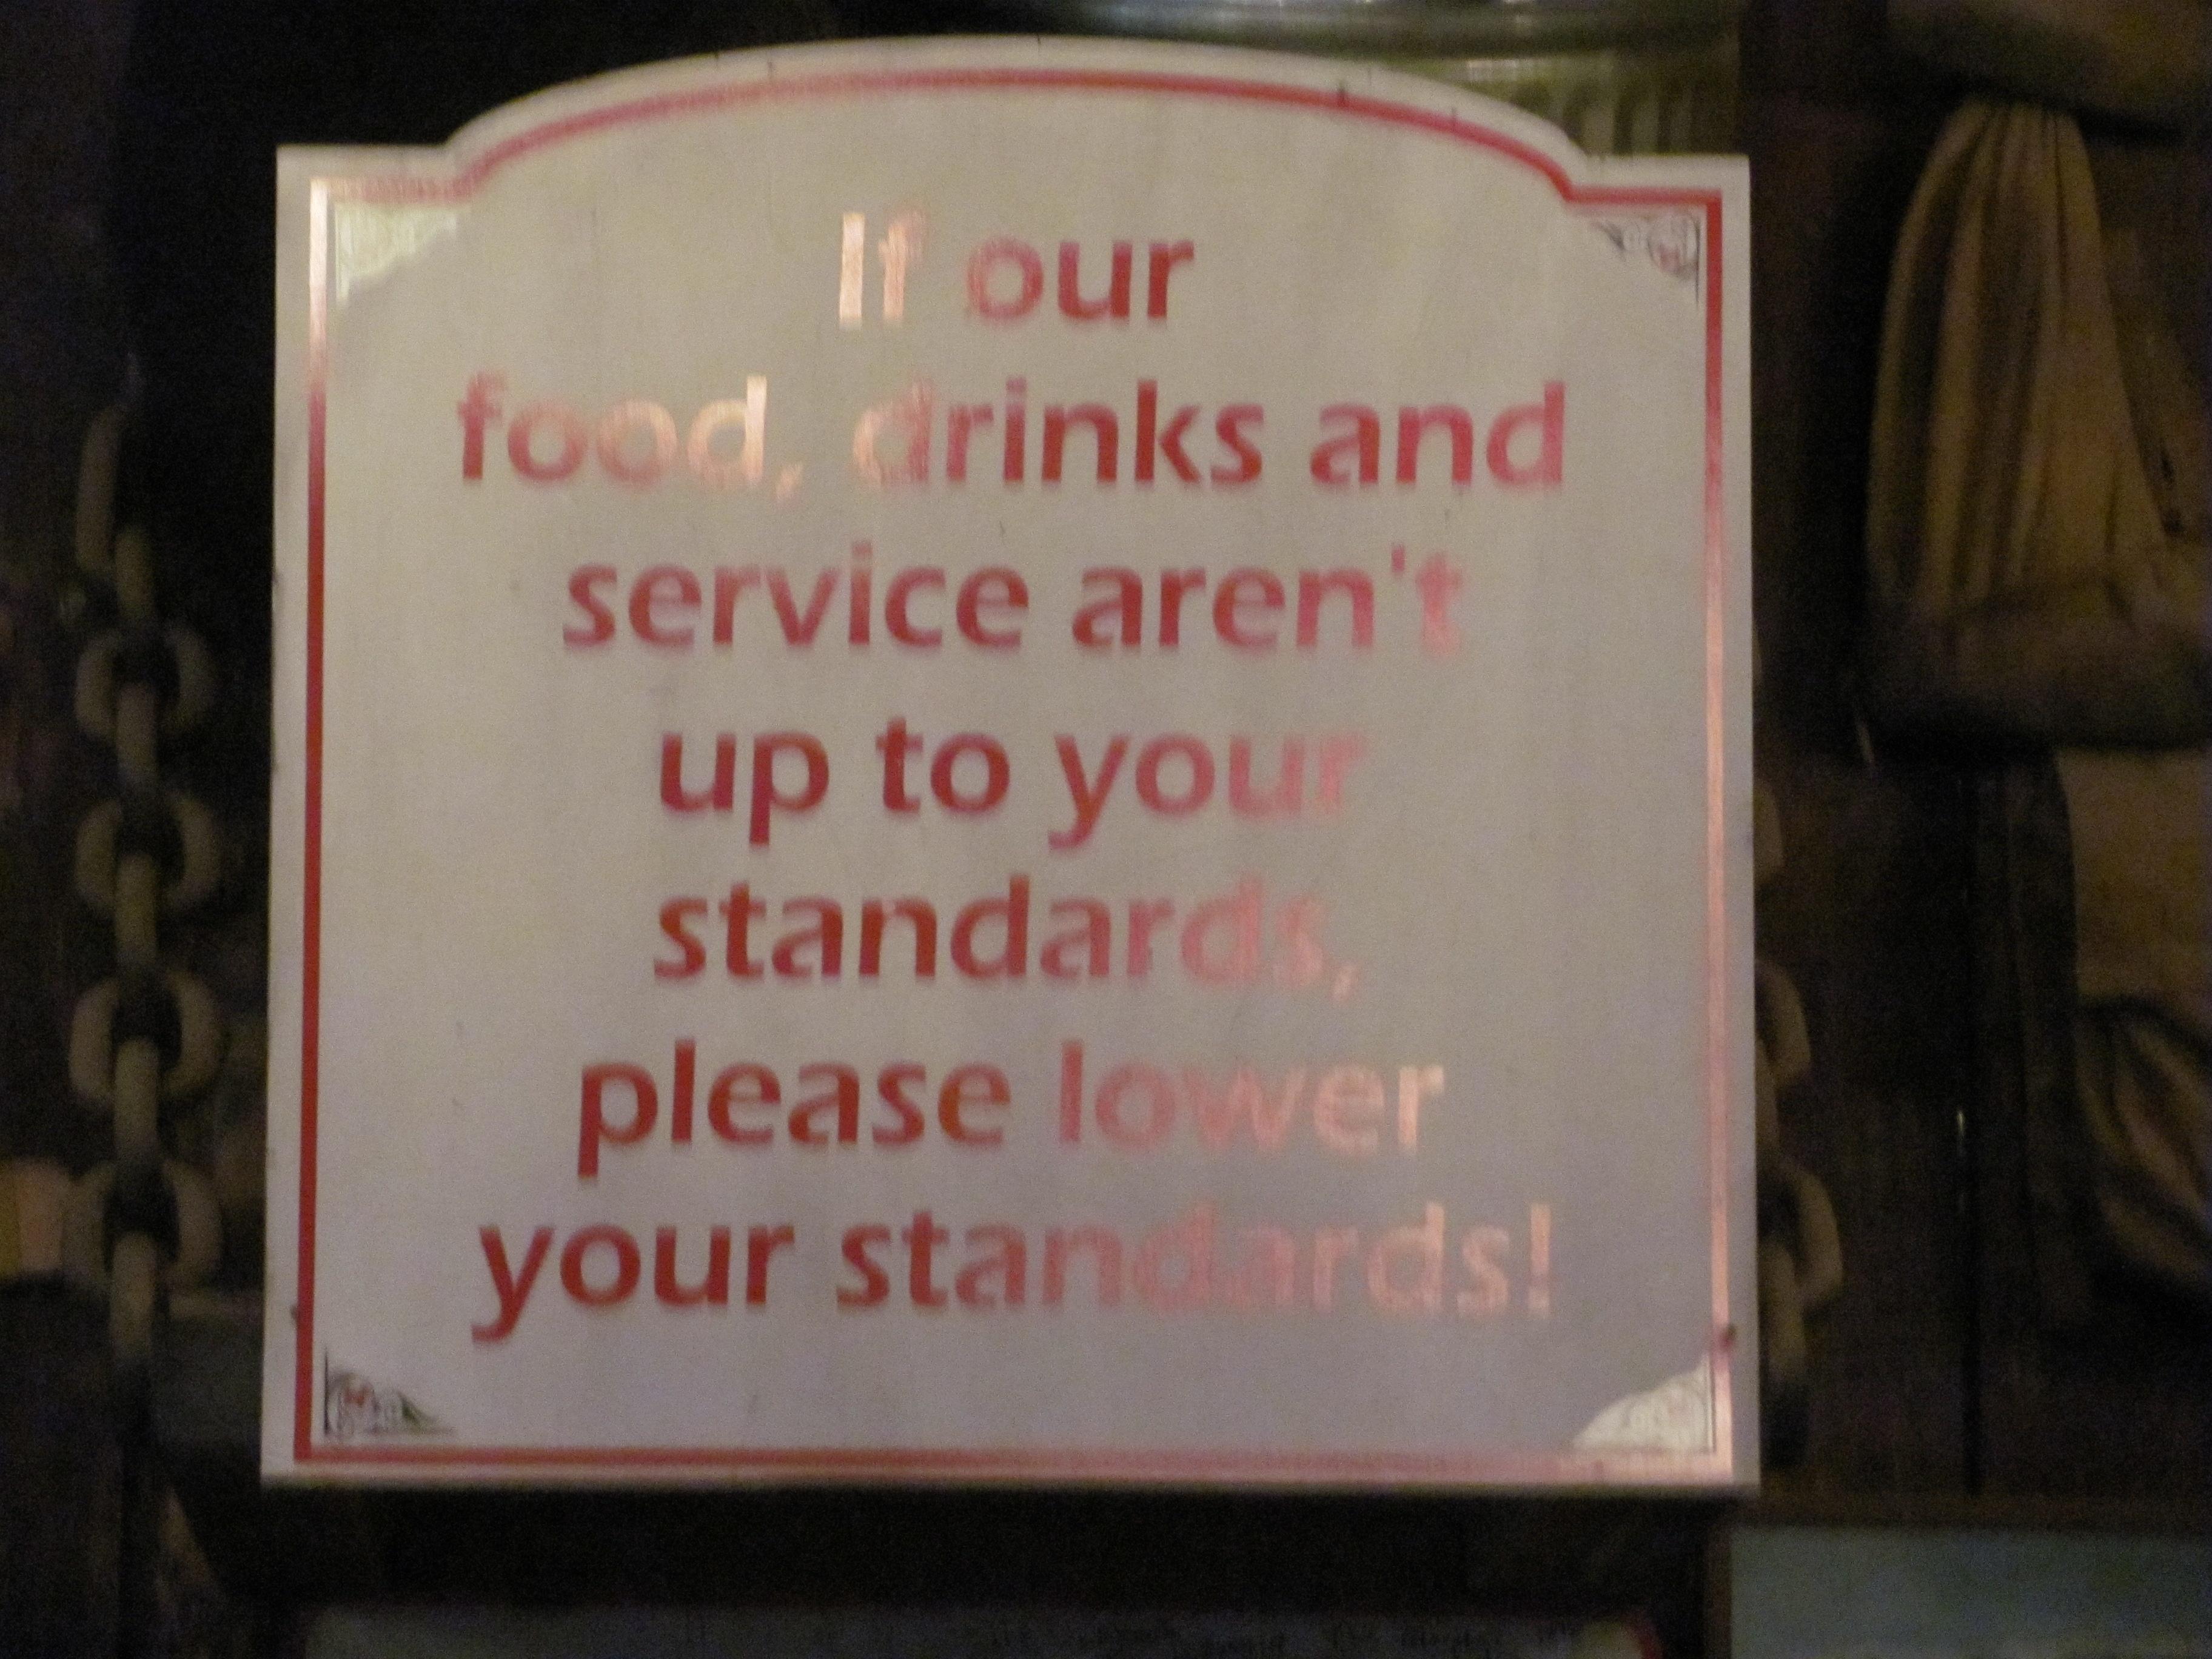 If our
food, drinks and
service aren't
up to your
standards,
please lower
your standards!